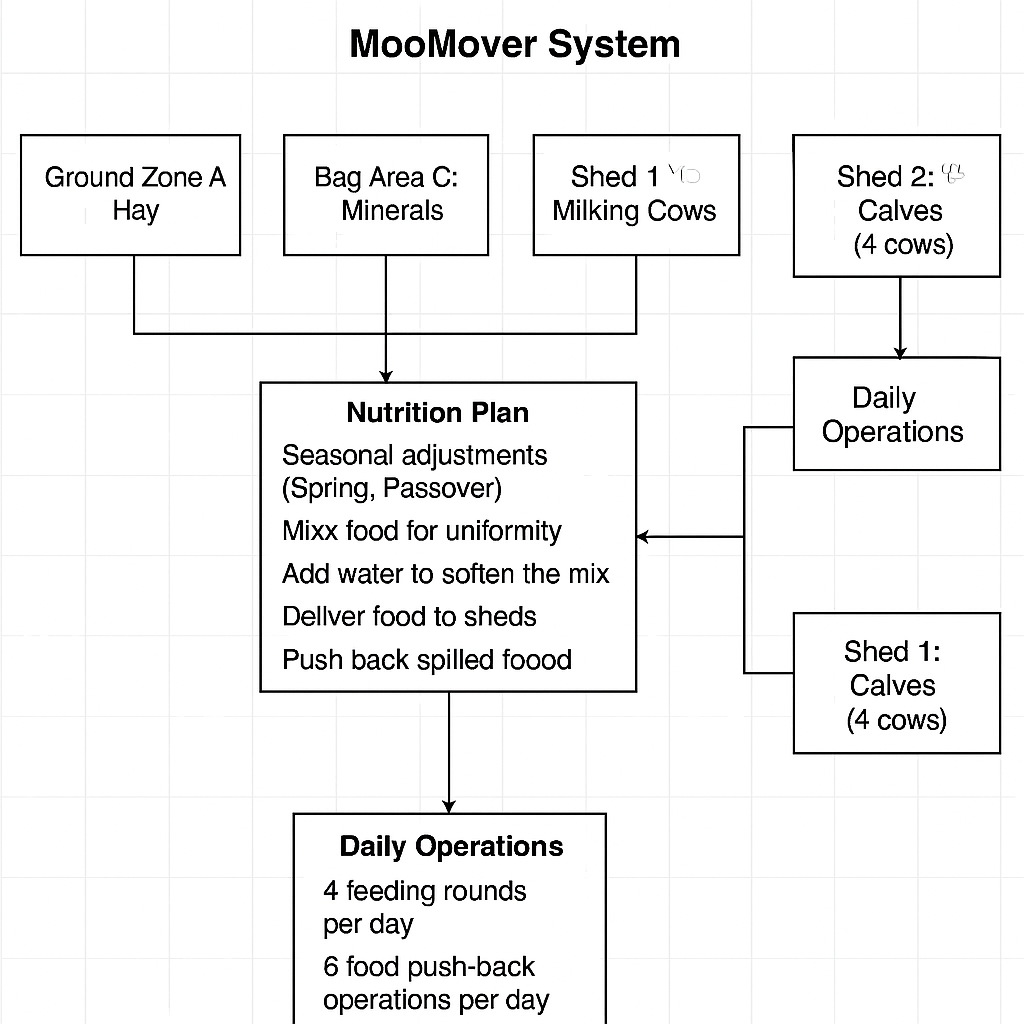 MooMover System
Ground Zone A
Hay
Bag Area C:
Minerals
Shed 1
Milking Cows
Shed 2:
Calves
(4 cows)
Daily
Operations
Nutrition Plan
Seasonal adjustments
(Spring, Passover)
Mixx food for uniformity
Add water to soften the mix
Dellver food to sheds
Push back spilled foood
Shed 1:
Calves
(4 cows)
Daily Operations
4 feeding rounds
per day
6 food push-back
operations per day